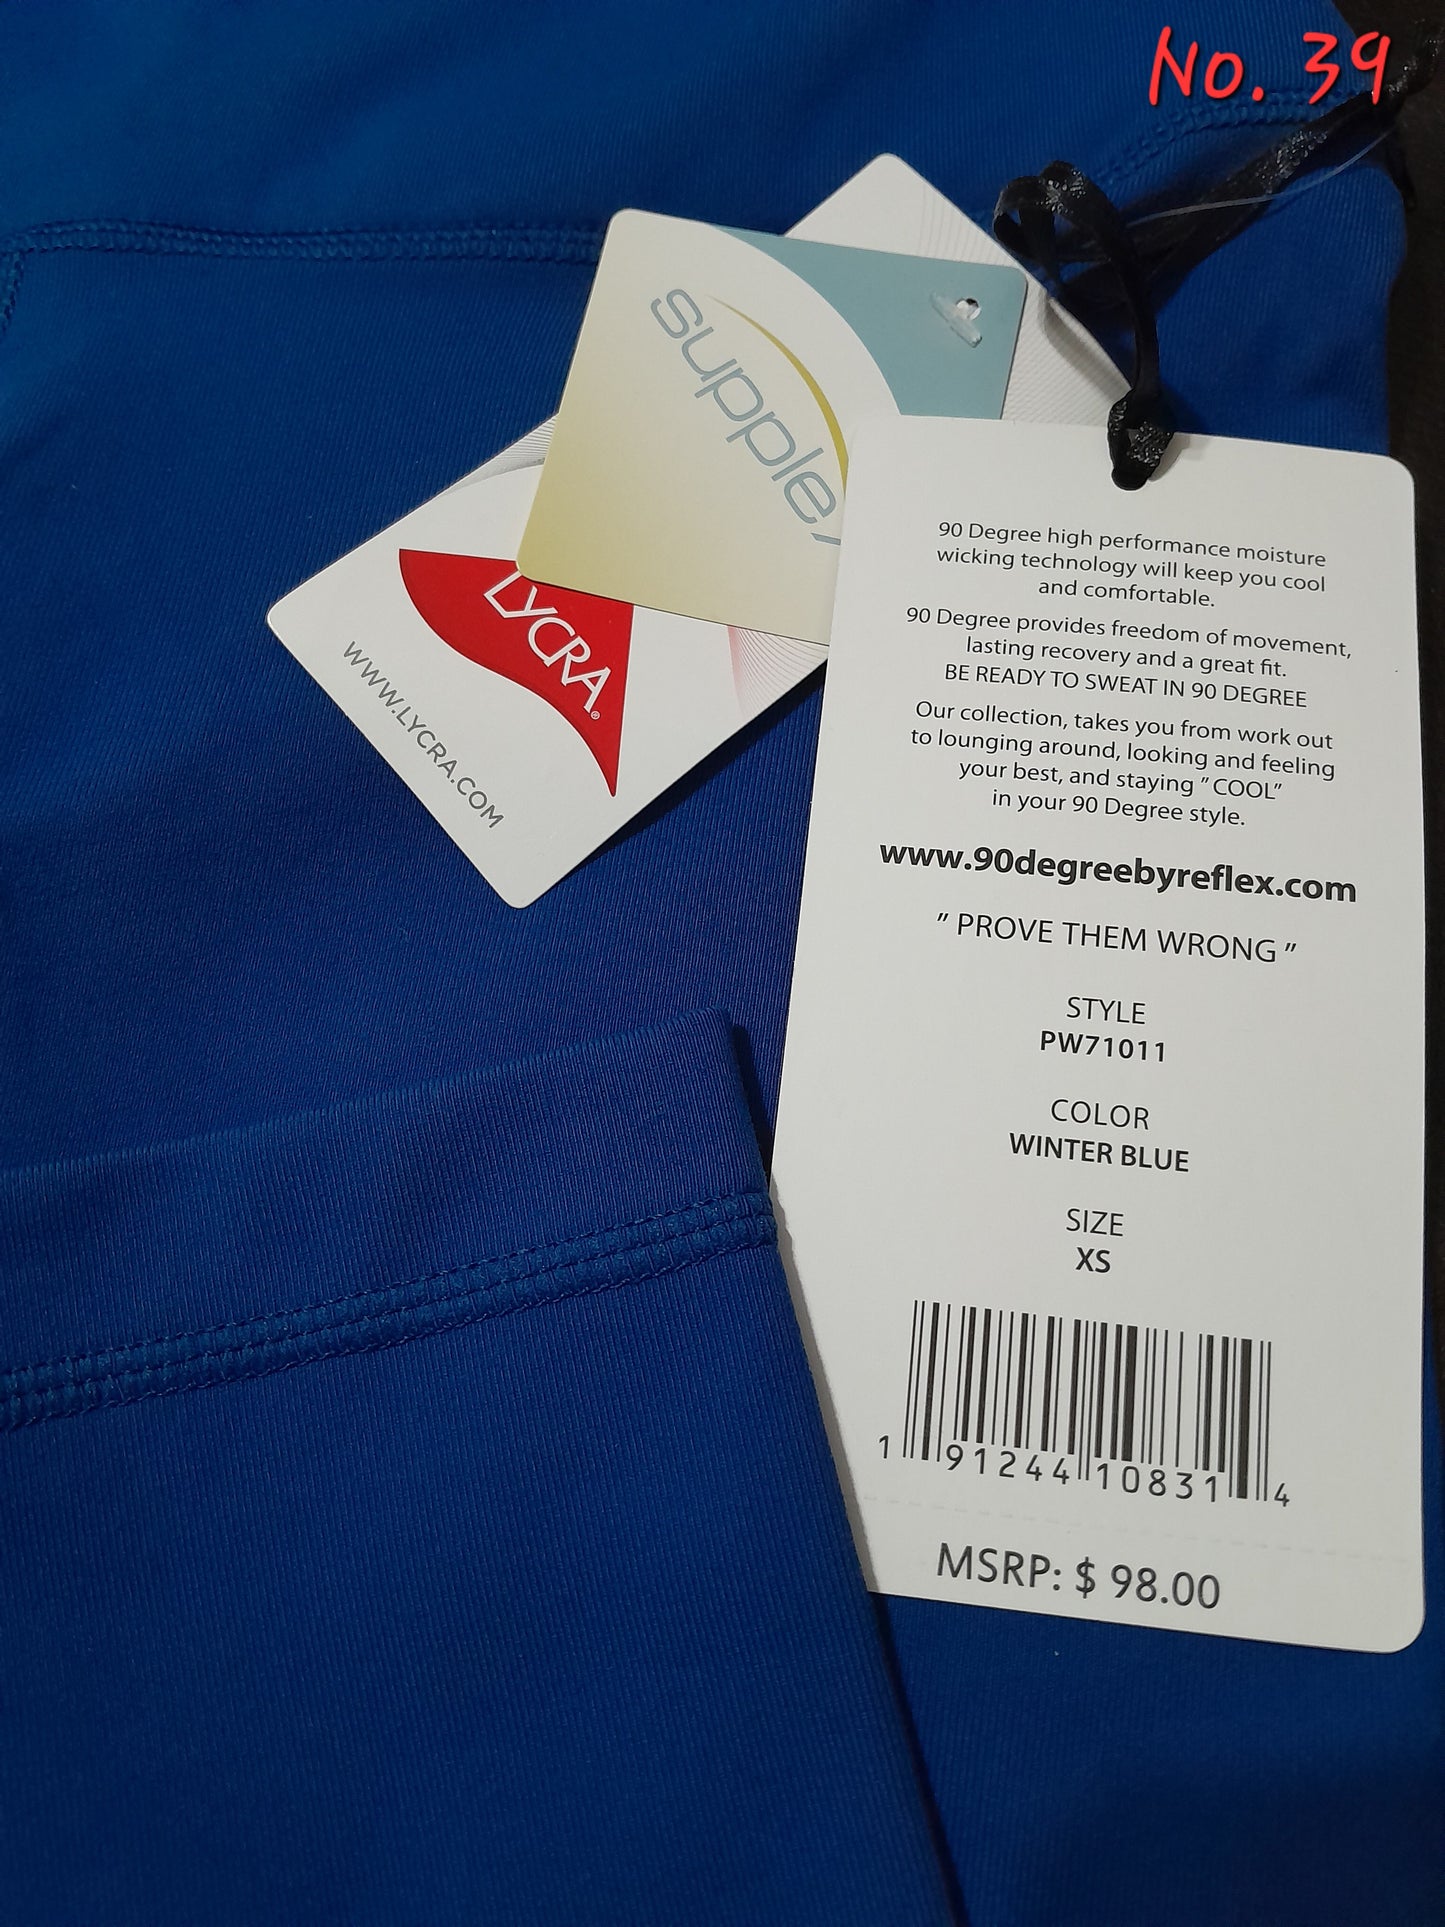 No. 39
supplex
LYCRA®
WWW.LYCRA.COM
90 Degree high performance moisture
wicking technology will keep you cool
and comfortable.
90 Degree provides freedom of movement,
lasting recovery and a great fit.
BE READY TO SWEAT IN 90 DEGREE
Our collection, takes you from work out
to lounging around, looking and feeling
your best, and staying "COOL"
in your 90 Degree style.
www.90degreebyreflex.com
" PROVE THEM WRONG "
STYLE
PW71011
COLOR
WINTER BLUE
SIZE
XS
1 91244 10831 4
MSRP: $ 98.00